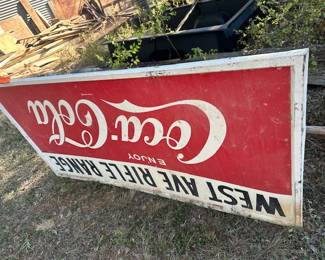 WEST AVE RIFLE RANGE
ENJOY
Coca-Cola